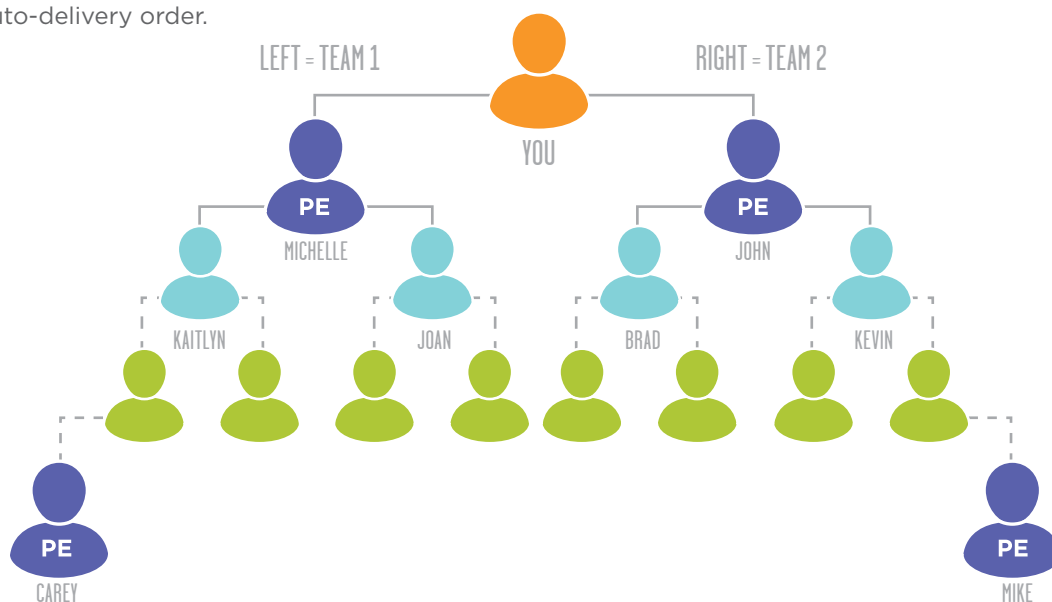 uto-delivery order.
LEFT = TEAM 1
RIGHT = TEAM 2
YOU
PE
PE
MICHELLE
JOHN
KAITLYN
JOAN
BRAD
KEVIN
PE
PE
CAREY
MIKE